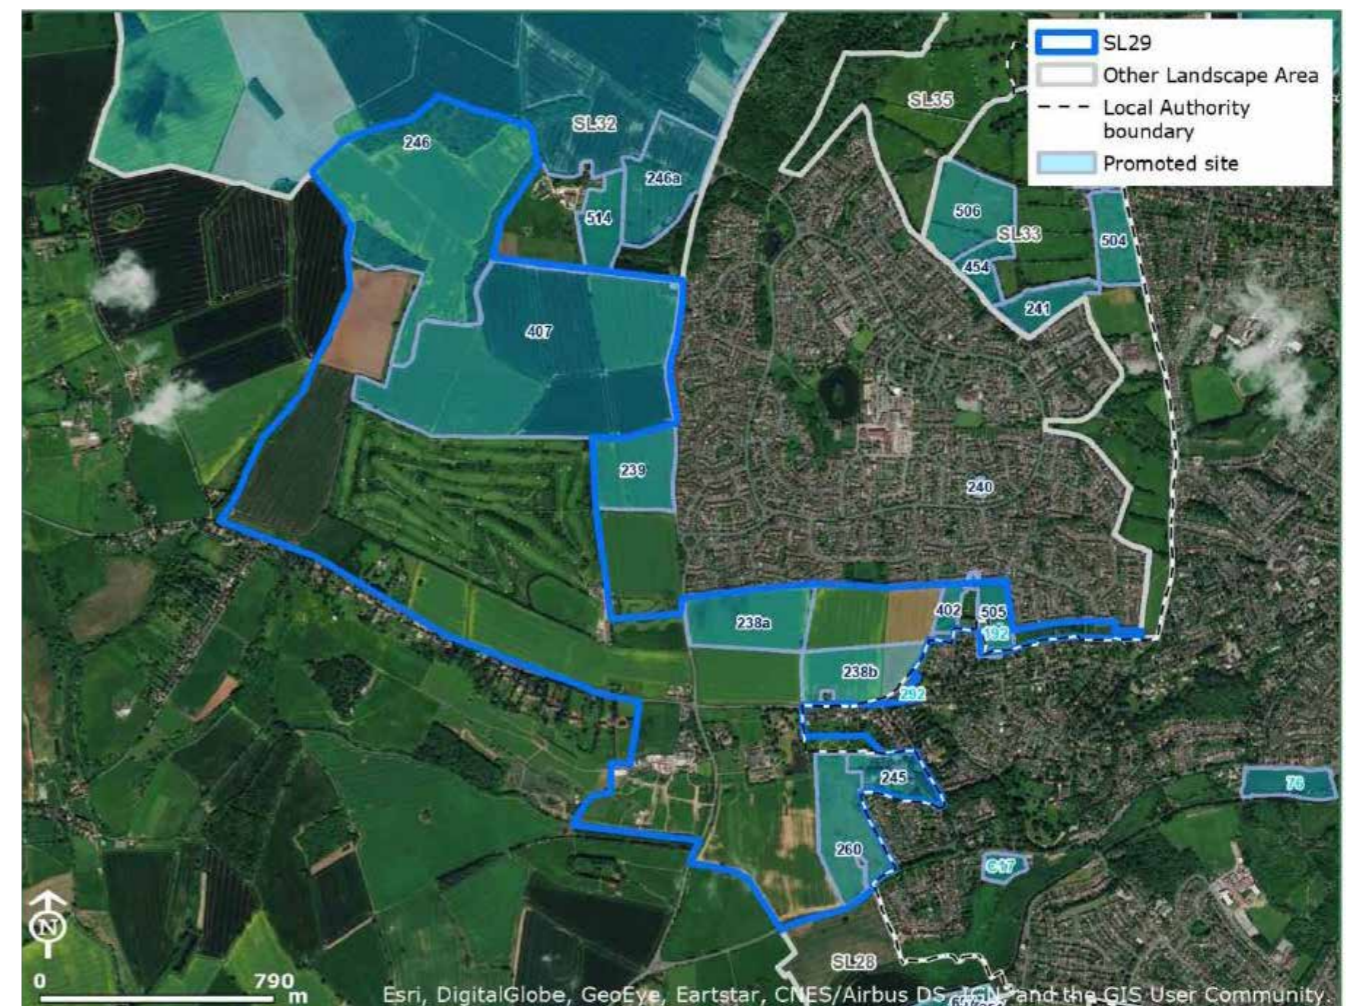 SL29
Other Landscape Area
Local Authority
boundary
Promoted site
SL35
SL32
246
246a
514
506
SL33
504
454
241
407
239
240
238a
402
505
192
238b
292
245
76
260
C17
SL28
N
0 790
m
Esri, DigitalGlobe, GeoEye, Eartstar, CNES/Airbus DS, IGN, and the GIS User Community